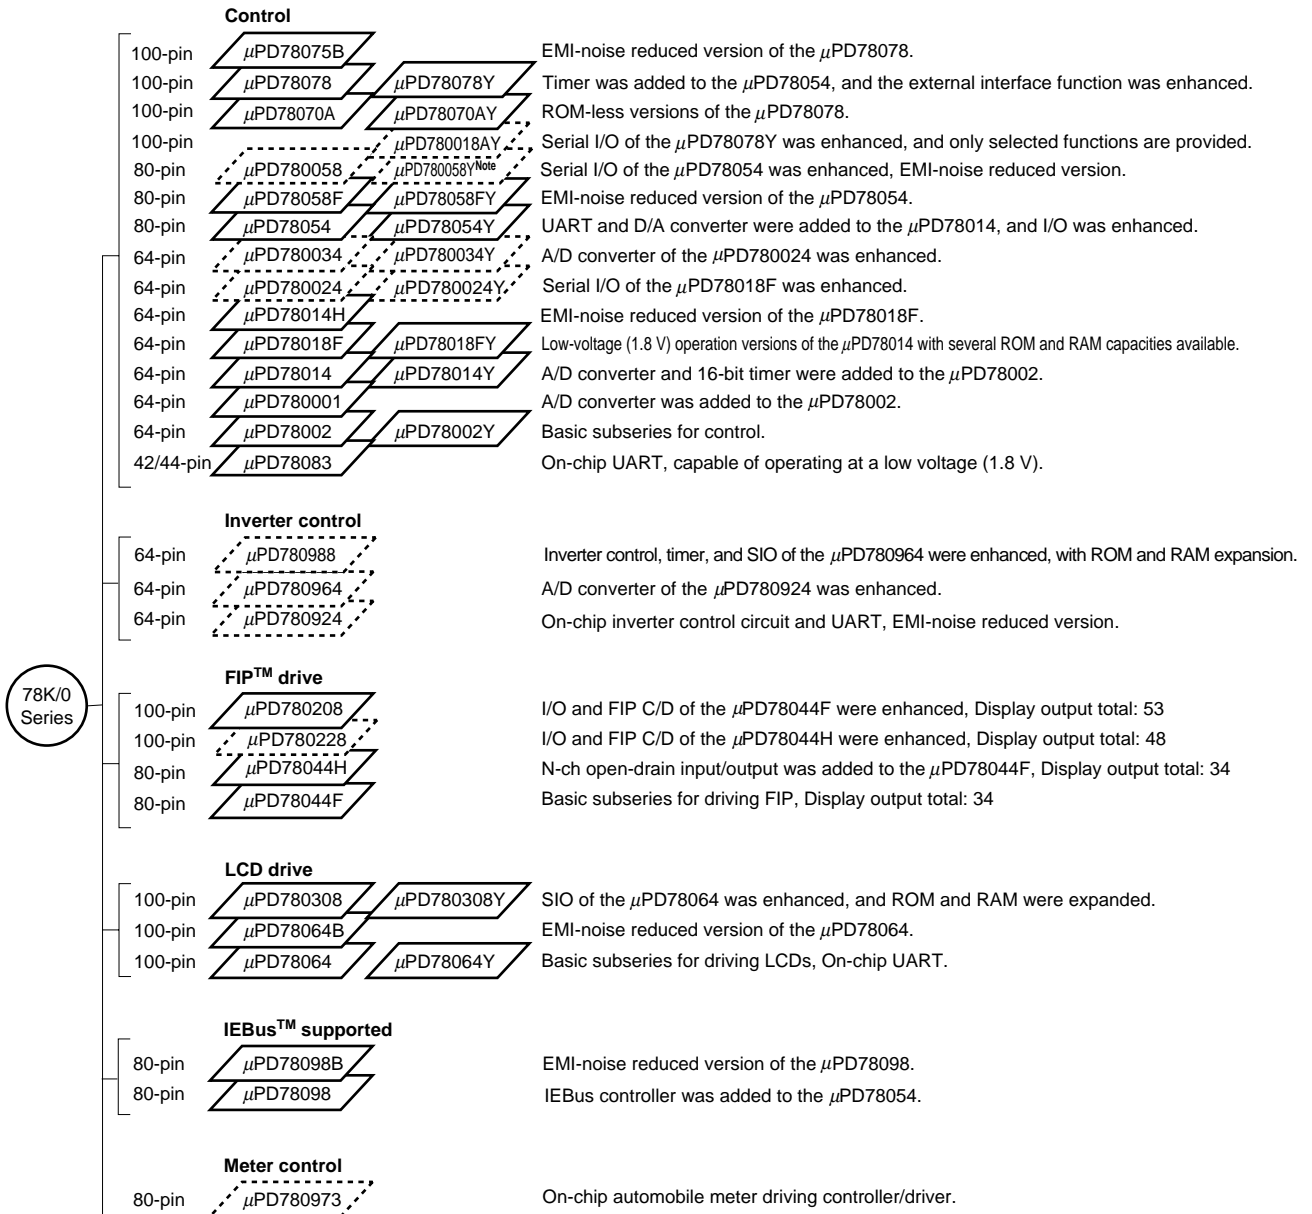 Control
100-pin μPD78075B EMI-noise reduced version of the μPD78078.
100-pin μPD78078 μPD78078Y Timer was added to the μPD78054, and the external interface function was enhanced.
100-pin μPD78070A μPD78070AY ROM-less versions of the μPD78078.
100-pin μPD780018AY Serial I/O of the μPD78078Y was enhanced, and only selected functions are provided.
80-pin μPD780058 μPD780058YNote Serial I/O of the μPD78054 was enhanced, EMI-noise reduced version.
80-pin μPD78058F μPD78058FY EMI-noise reduced version of the μPD78054.
80-pin μPD78054 μPD78054Y UART and D/A converter were added to the μPD78014, and I/O was enhanced.
64-pin μPD780034 μPD780034Y A/D converter of the μPD780024 was enhanced.
64-pin μPD780024 μPD780024Y Serial I/O of the μPD78018F was enhanced.
64-pin μPD78014H EMI-noise reduced version of the μPD78018F.
64-pin μPD78018F μPD78018FY Low-voltage (1.8 V) operation versions of the μPD78014 with several ROM and RAM capacities available.
64-pin μPD78014 μPD78014Y A/D converter and 16-bit timer were added to the μPD78002.
64-pin μPD780001 A/D converter was added to the μPD78002.
64-pin μPD78002 μPD78002Y Basic subseries for control.
42/44-pin μPD78083 On-chip UART, capable of operating at a low voltage (1.8 V).
Inverter control
64-pin μPD780988 Inverter control, timer, and SIO of the μPD780964 were enhanced, with ROM and RAM expansion.
64-pin μPD780964 A/D converter of the μPD780924 was enhanced.
64-pin μPD780924 On-chip inverter control circuit and UART, EMI-noise reduced version.
78K/0
Series
FIPTM drive
100-pin μPD780208 I/O and FIP C/D of the μPD78044F were enhanced, Display output total: 53
100-pin μPD780228 I/O and FIP C/D of the μPD78044H were enhanced, Display output total: 48
80-pin μPD78044H N-ch open-drain input/output was added to the μPD78044F, Display output total: 34
80-pin μPD78044F Basic subseries for driving FIP, Display output total: 34
LCD drive
100-pin μPD780308 μPD780308Y SIO of the μPD78064 was enhanced, and ROM and RAM were expanded.
100-pin μPD78064B EMI-noise reduced version of the μPD78064.
100-pin μPD78064 μPD78064Y Basic subseries for driving LCDs, On-chip UART.
IEBusTM supported
80-pin μPD78098B EMI-noise reduced version of the μPD78098.
80-pin μPD78098 IEBus controller was added to the μPD78054.
Meter control
80-pin μPD780973 On-chip automobile meter driving controller/driver.